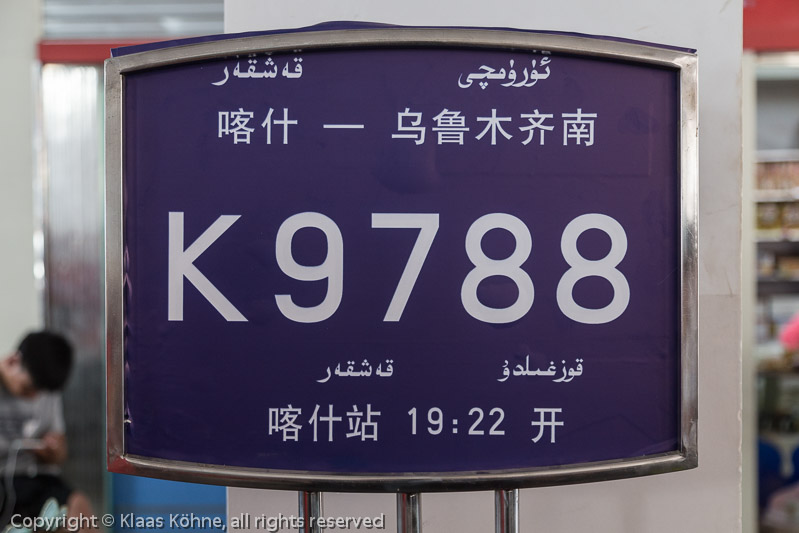 قەشقەر ئۈرۈمچى
喀什 — 乌鲁木齐南
K9788
قەشقەر قوزغىلدۇ
喀什站 19:22 开
Copyright © Klaas Köhne, all rights reserved